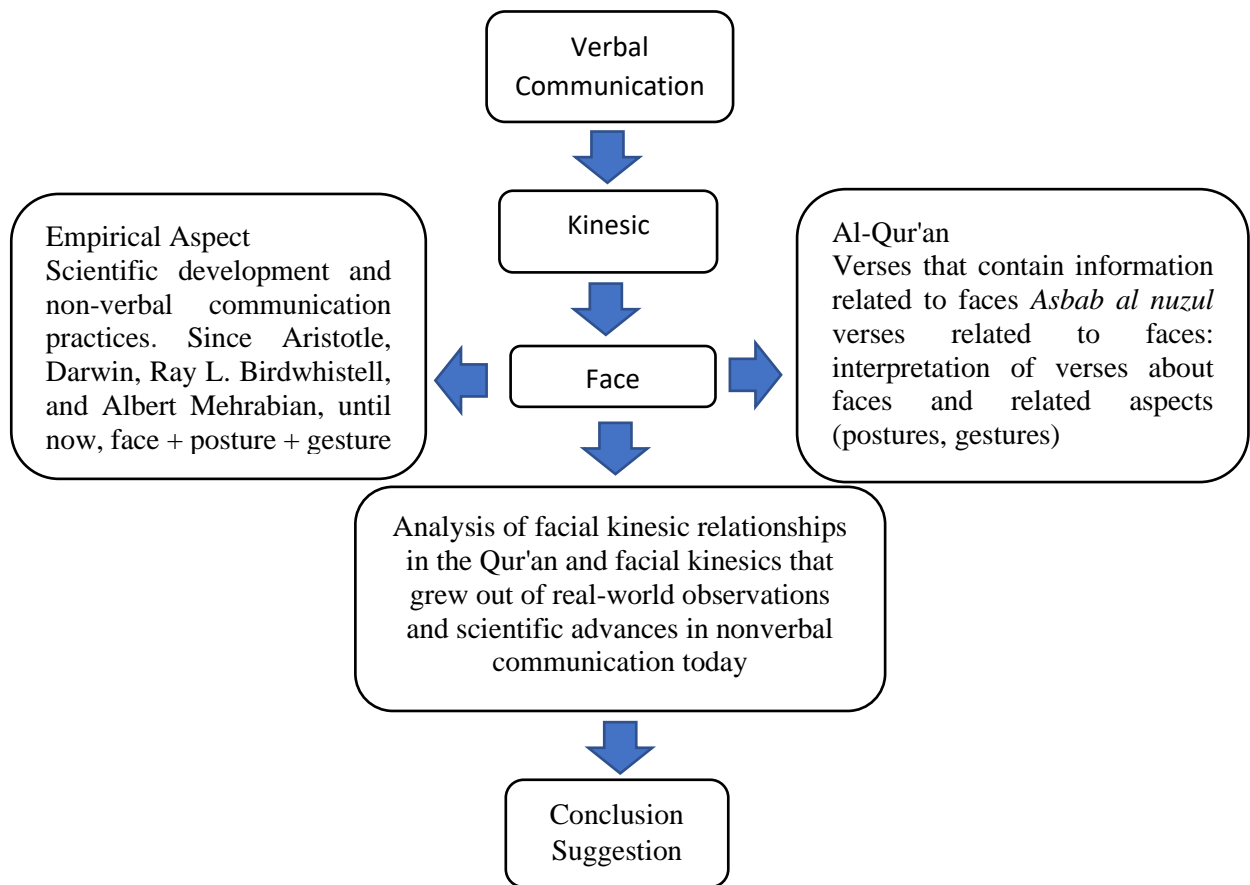 Verbal
Communication
Kinesic
Empirical Aspect
Scientific development and
non-verbal communication
practices. Since Aristotle,
Darwin, Ray L. Birdwhistell,
and Albert Mehrabian, until
now, face + posture + gesture
Face
Al-Qur'an
Verses that contain information
related to faces Asbab al nuzul
verses related to faces:
interpretation of verses about
faces and related aspects
(postures, gestures)
Analysis of facial kinesic relationships
in the Qur'an and facial kinesics that
grew out of real-world observations
and scientific advances in nonverbal
communication today
Conclusion
Suggestion